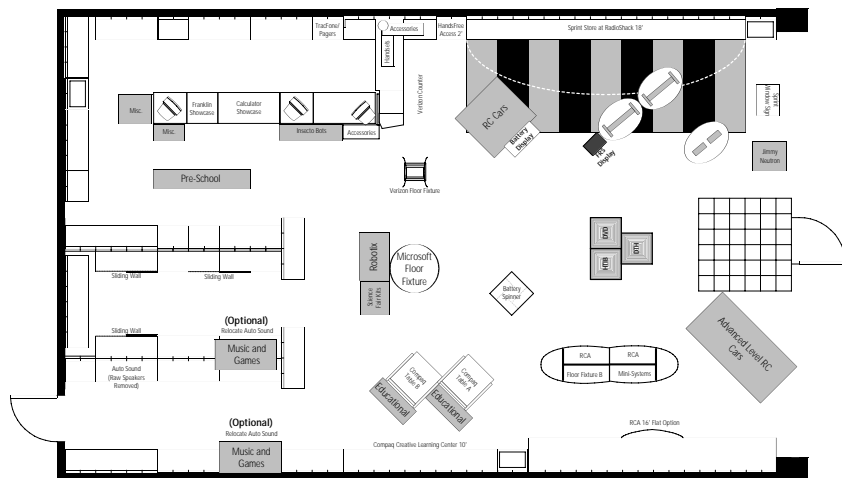 TracFone/
Pagers
Accessories
HandsFree
Access 2'
Sprint Store at RadioShack 18'
Handsets
Verizon Counter
Sprint
Window Sign
Misc.
Franklin
Showcase
Calculator
Showcase
Misc.
Insecto Bots
Accessories
RC Cars
Battery
Display
FRS
Display
Jimmy
Neutron
Pre-School
Verizon Floor Fixture
Sliding Wall
Sliding Wall
Robotix
Science
Fair Kits
Microsoft
Floor
Fixture
DVD
DTH
HTIB
Battery
Spinner
Sliding Wall
(Optional)
Relocate Auto Sound
Music and
Games
Auto Sound
(Raw Speakers
Removed)
Advanced Level RC
Cars
RCA
RCA
Floor Fixture B
Mini-Systems
Compaq
Table B
Educational
Compaq
Table A
Educational
(Optional)
Relocate Auto Sound
Music and
Games
Compaq Creative Learning Center 10'
RCA 16' Flat Option